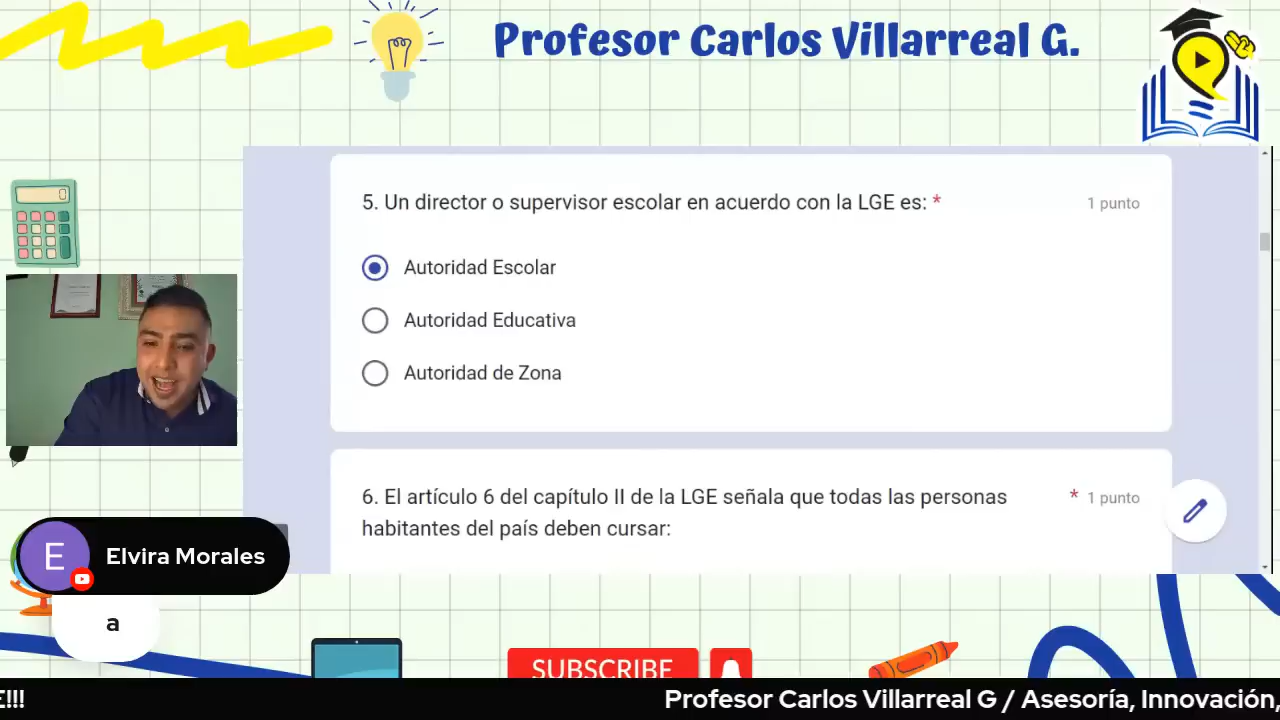 Profesor Carlos Villarreal G.
5. Un director o supervisor escolar en acuerdo con la LGE es: *
1 punto
Autoridad Escolar
Autoridad Educativa
Autoridad de Zona
6. El artículo 6 del capítulo II de la LGE señala que todas las personas
habitantes del país deben cursar:
* 1 punto
E
Elvira Morales
a
SUBSCRIBE
E!!!
Profesor Carlos Villarreal G / Asesoría, Innovación,